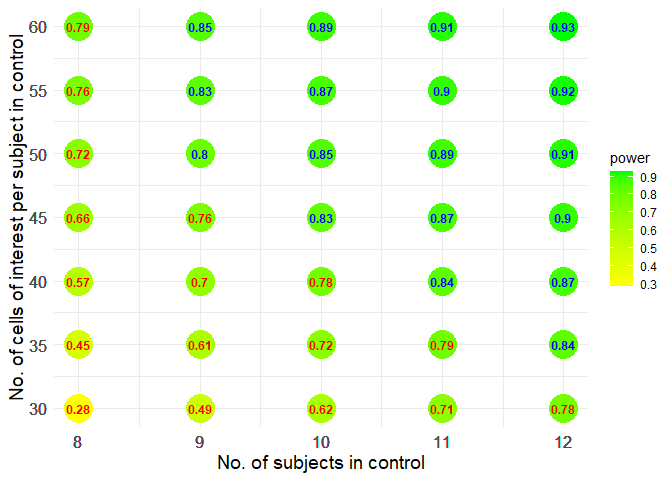 No. of cells of interest per subject in control
60 0.79 0.85 0.89 0.91 0.93
55 0.76 0.83 0.87 0.9 0.92
50 0.72 0.8 0.85 0.89 0.91
45 0.66 0.76 0.83 0.87 0.9
40 0.57 0.7 0.78 0.84 0.87
35 0.45 0.61 0.72 0.79 0.84
30 0.28 0.49 0.62 0.71 0.78
8 9 10 11 12
No. of subjects in control
power
0.9
0.8
0.7
0.6
0.5
0.4
0.3